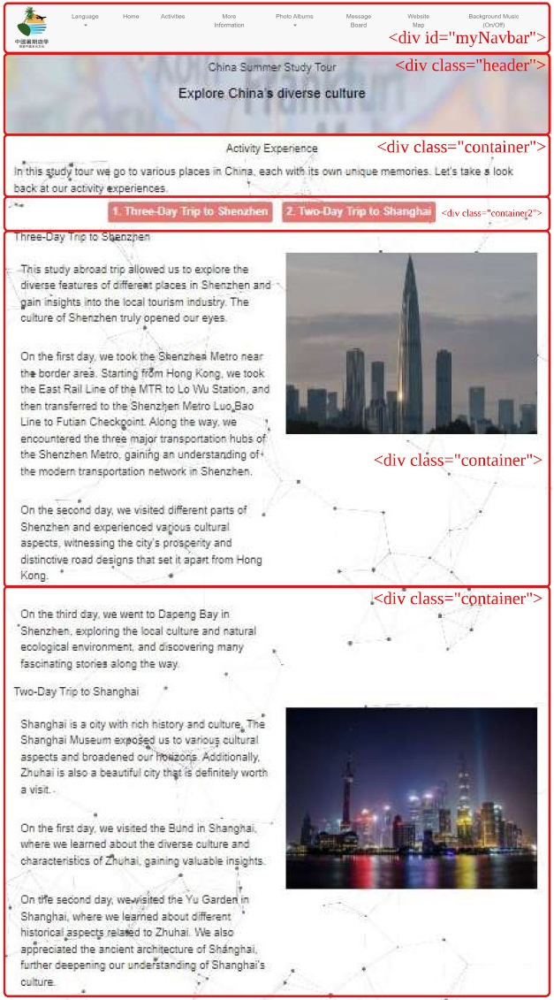 Language
Home
Activities
More
Information
Photo Albums
Message
Board
Website
Map
Background Music
(On/Off)
中國暑期遊學
<div id="myNavbar">
<div class="header">
China Summer Study Tour
Explore China's diverse culture
<div class="container">
Activity Experience
In this study tour we go to various places in China, each with its own unique memories. Let's take a look
back at our activity experiences.
1. Three-Day Trip to Shenzhen
2. Two-Day Trip to Shanghai
<div class="container2">
Three-Day Trip to Shenzhen
This study abroad trip allowed us to explore the
diverse features of different places in Shenzhen and
gain insights into the local tourism industry. The
culture of Shenzhen truly opened our eyes.
On the first day, we took the Shenzhen Metro near
the border area. Starting from Hong Kong, we took
the East Rail Line of the MTR to Lo Wu Station, and
then transferred to the Shenzhen Metro Luo Bao
Line to Futian Checkpoint. Along the way, we
encountered the three major transportation hubs of
the Shenzhen Metro, gaining an understanding of
the modern transportation network in Shenzhen.
<div class="container">
On the second day, we visited different parts of
Shenzhen and experienced various cultural
aspects, witnessing the city's prosperity and
distinctive road designs that set it apart from Hong
Kong.
<div class="container">
On the third day, we went to Dapeng Bay in
Shenzhen, exploring the local culture and natural
ecological environment, and discovering many
fascinating stories along the way.
Two-Day Trip to Shanghai
Shanghai is a city with rich history and culture. The
Shanghai Museum exposed us to various cultural
aspects and broadened our horizons. Additionally,
Zhuhai is also a beautiful city that is definitely worth
a visit.
On the first day, we visited the Bund in Shanghai,
where we learned about the diverse culture and
characteristics of Zhuhai, gaining valuable insights.
On the second day, we visited the Yu Garden in
Shanghai, where we learned about different
historical aspects related to Zhuhai. We also
appreciated the ancient architecture of Shanghai,
further deepening our understanding of Shanghai's
culture.